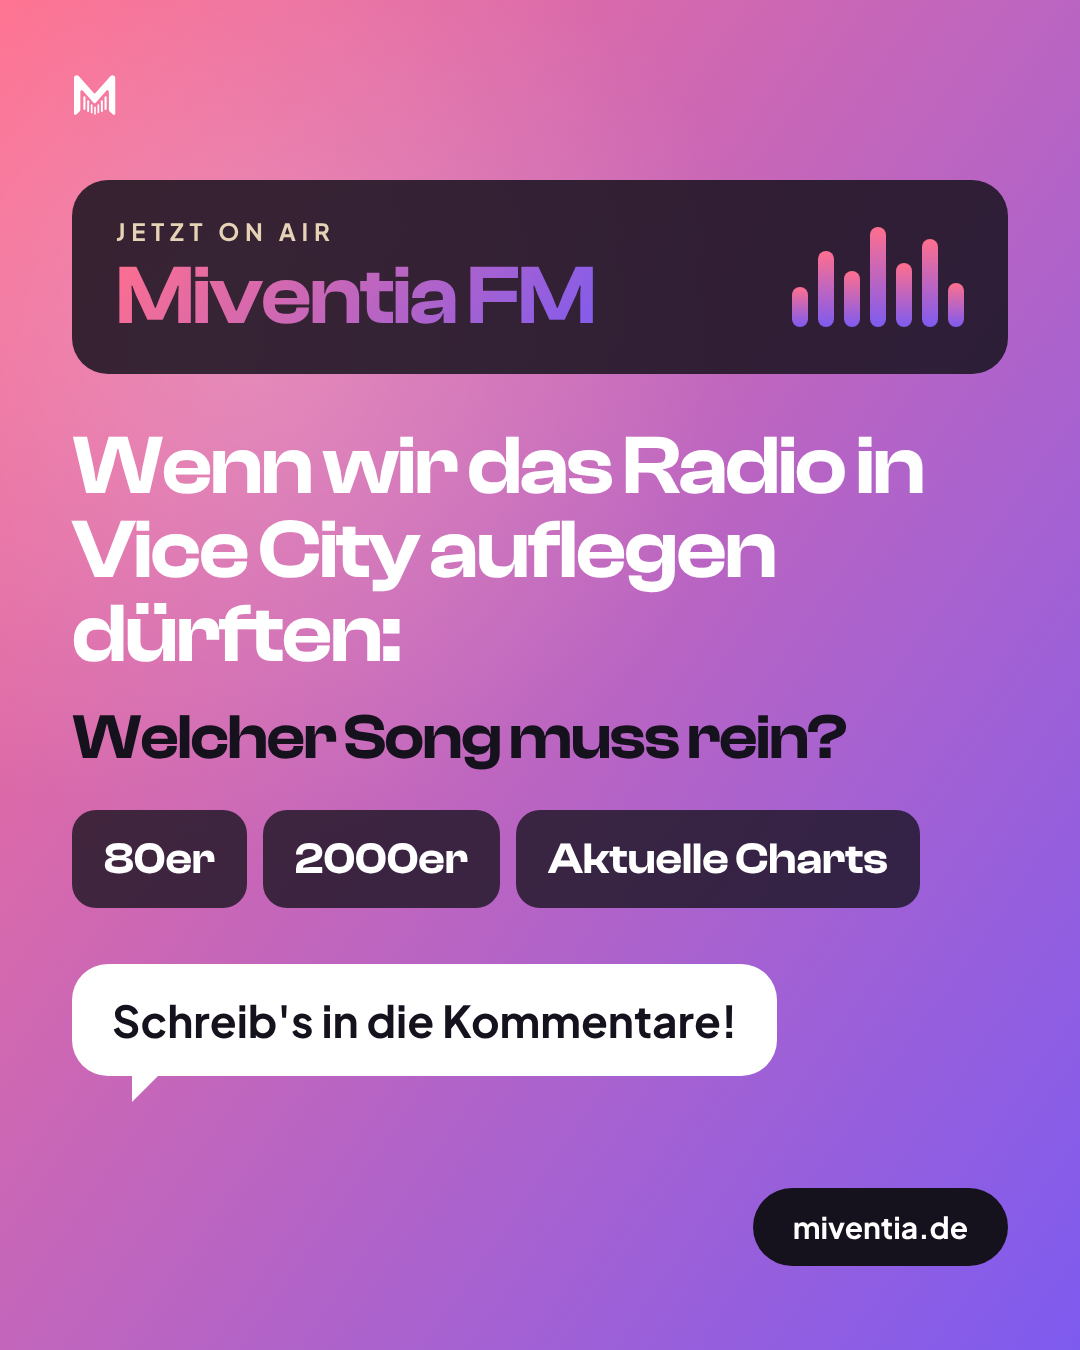 JETZT ON AIR
Miventia FM
Wenn wir das Radio in
Vice City auflegen
dürften:
Welcher Song muss rein?
80er
2000er
Aktuelle Charts
Schreib's in die Kommentare!
miventia.de